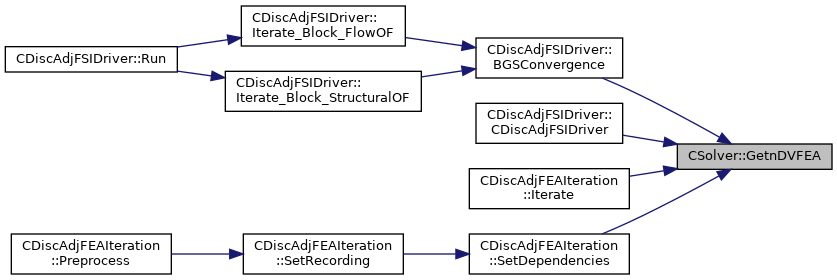 CDiscAdjFSIDriver::
Iterate_Block_FlowOF
CDiscAdjFSIDriver::Run
CDiscAdjFSIDriver::
BGSConvergence
CDiscAdjFSIDriver::
Iterate_Block_StructuralOF
CDiscAdjFSIDriver::
CDiscAdjFSIDriver
CSolver::GetnDVFEA
CDiscAdjFEAIteration
::Iterate
CDiscAdjFEAIteration
::Preprocess
CDiscAdjFEAIteration
::SetRecording
CDiscAdjFEAIteration
::SetDependencies